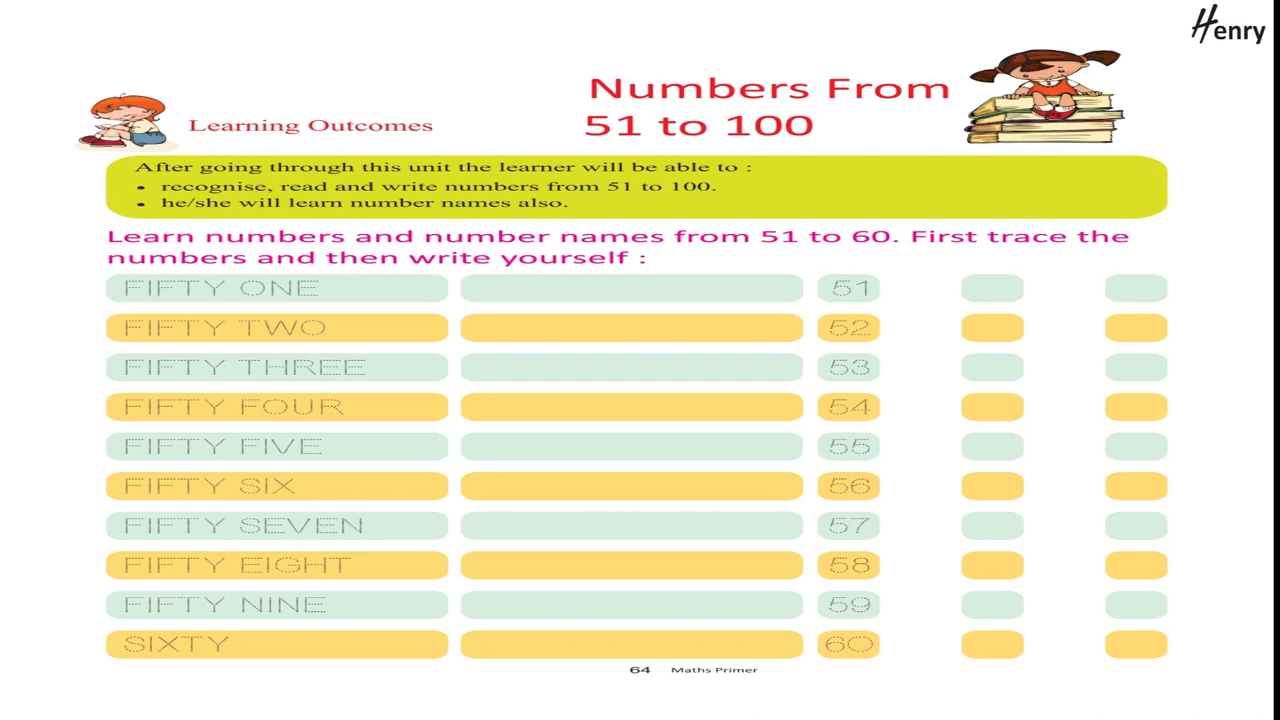 Henry
Numbers From
51 to 100
Learning Outcomes
After going through this unit the learner will be able to :
• recognise, read and write numbers from 51 to 100.
• he/she will learn number names also.
Learn numbers and number names from 51 to 60. First trace the
numbers and then write yourself :
FIFTY ONE 51
FIFTY TWO 52
FIFTY THREE 53
FIFTY FOUR 54
FIFTY FIVE 55
FIFTY SIX 56
FIFTY SEVEN 57
FIFTY EIGHT 58
FIFTY NINE 59
SIXTY 60
64 Maths Primer